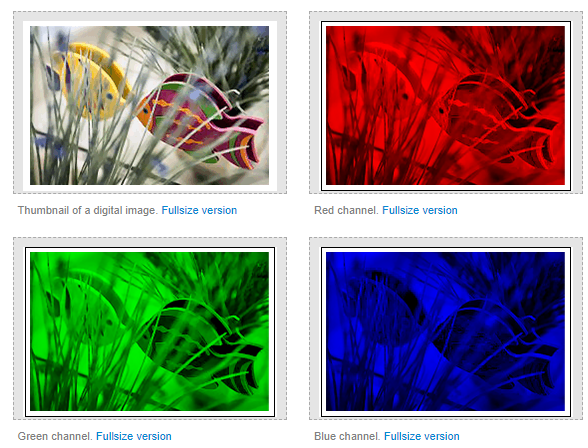 Thumbnail of a digital image. Fullsize version
Red channel. Fullsize version
Green channel. Fullsize version
Blue channel. Fullsize version